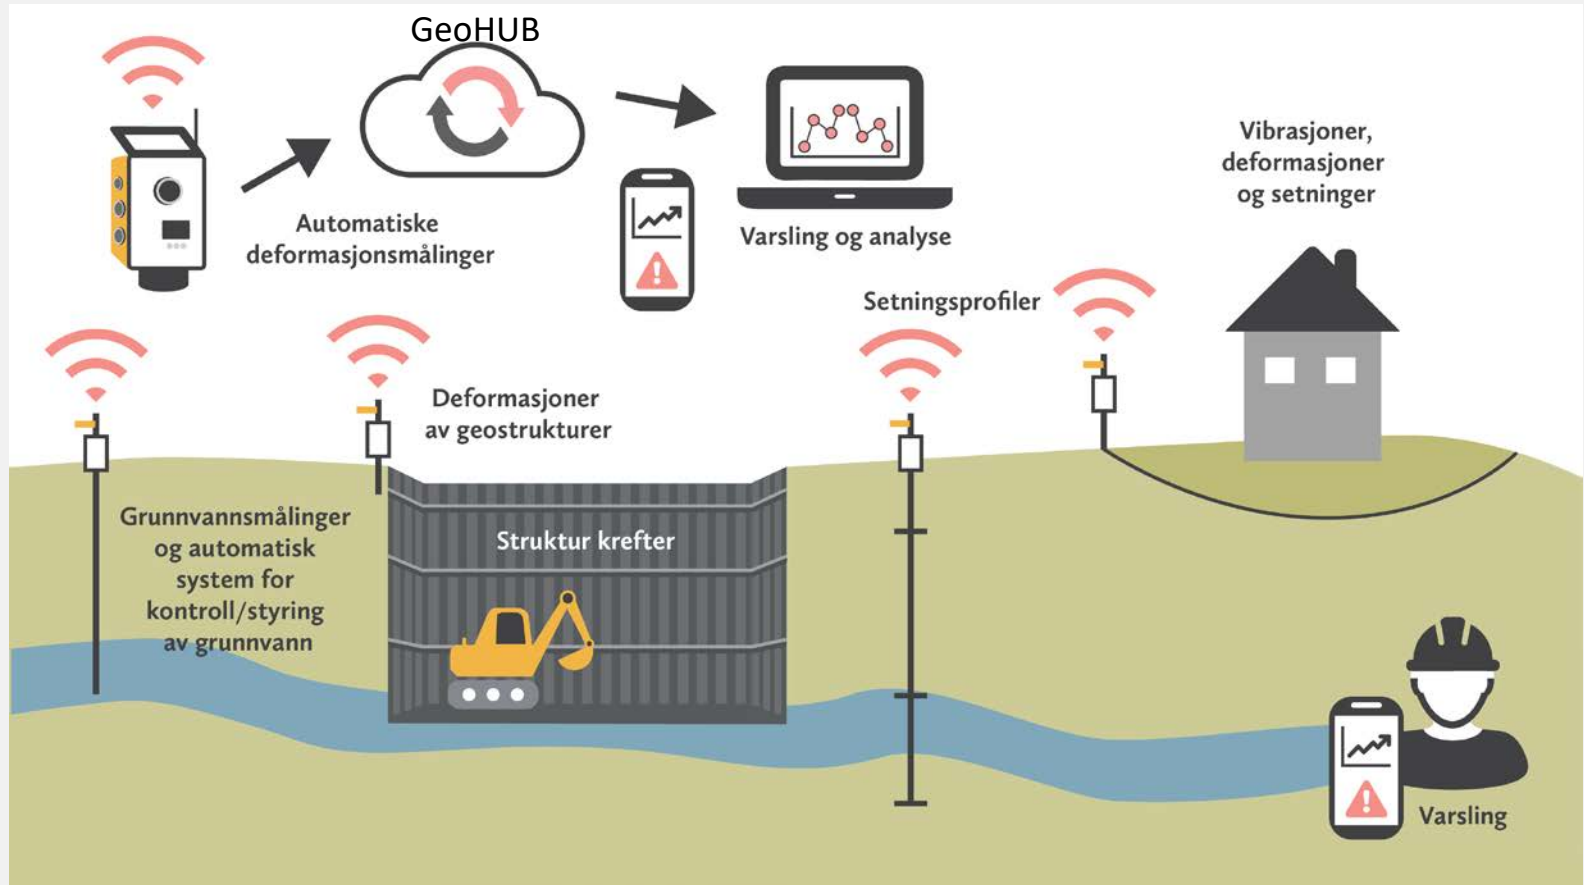 GeoHUB
Automatiske
deformasjonsmålinger
Varsling og analyse
Vibrasjoner,
deformasjoner
og setninger
Setningsprofiler
Deformasjoner
av geostrukturer
Grunnvannsmålinger
og automatisk
system for
kontroll/styring
av grunnvann
Struktur krefter
Varsling